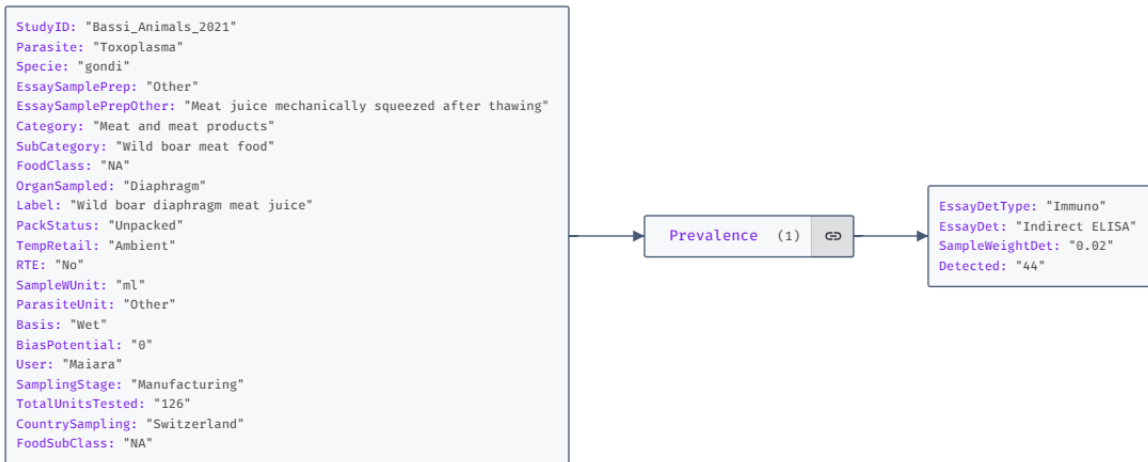 StudyID: "Bassi_Animals_2021"
Parasite: "Toxoplasma"
Specie: "gondi"
EssaySamplePrep: "Other"
EssaySamplePrepOther: "Meat juice mechanically squeezed after thawing"
Category: "Meat and meat products"
SubCategory: "Wild boar meat food"
FoodClass: "NA"
OrganSampled: "Diaphragm"
Label: "Wild boar diaphragm meat juice"
PackStatus: "Unpacked"
TempRetail: "Ambient"
RTE: "No"
SampleWUnit: "ml"
ParasiteUnit: "Other"
Basis: "Wet"
BiasPotential: "0"
User: "Maiara"
SamplingStage: "Manufacturing"
TotalUnitsTested: "126"
CountrySampling: "Switzerland"
FoodSubClass: "NA"
Prevalence (1)
EssayDetType: "Immuno"
EssayDet: "Indirect ELISA"
SampleWeightDet: "0.02"
Detected: "44"